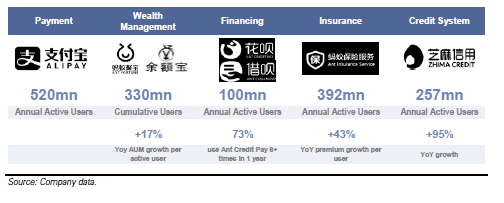 Payment
Wealth Management
Financing
Insurance
Credit System
支付宝
ALIPAY
蚂蚁聚宝
ANT FORTUNE
余额宝
花呗
ANT CREDIT PAY
借呗
蚂蚁保险服务
Ant Insurance Service
芝麻信用
ZHIMA CREDIT
520mn
330mn
100mn
392mn
257mn
Annual Active Users
Cumulative Users
Annual Active Users
Annual Active Users
Annual Active Users
+17%
73%
+43%
+95%
Yoy AUM growth per
active user
use Ant Credit Pay 6+
times in 1 year
YoY premium growth per
user
YoY growth
Source: Company data.